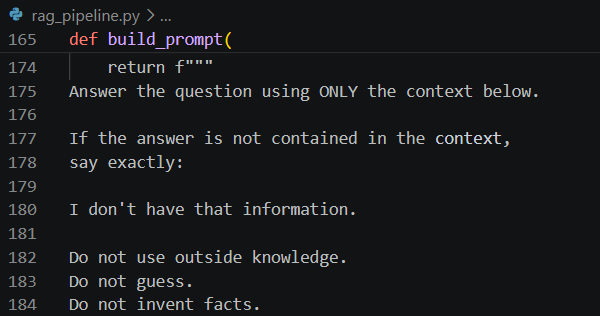 rag_pipeline.py > ...
165 def build_prompt(
174 return f"""
175 Answer the question using ONLY the context below.
176
177 If the answer is not contained in the context,
178 say exactly:
179
180 I don't have that information.
181
182 Do not use outside knowledge.
183 Do not guess.
184 Do not invent facts.